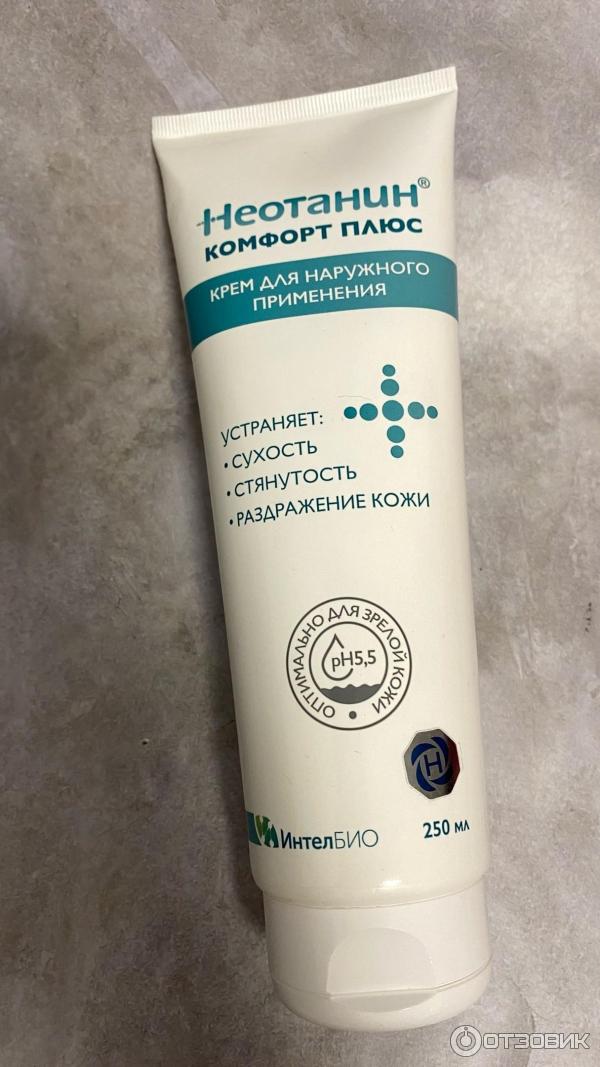 Неотанин®
КОМФОРТ ПЛЮС
КРЕМ ДЛЯ НАРУЖНОГО
ПРИМЕНЕНИЯ
УСТРАНЯЕТ:
• СУХОСТЬ
• СТЯНУТОСТЬ
• РАЗДРАЖЕНИЕ КОЖИ
ОПТИМАЛЬНО ДЛЯ ЗРЕЛОЙ КОЖИ •
pH5,5
Н
ИнтелБИО
250 мл
ОТЗОВИК